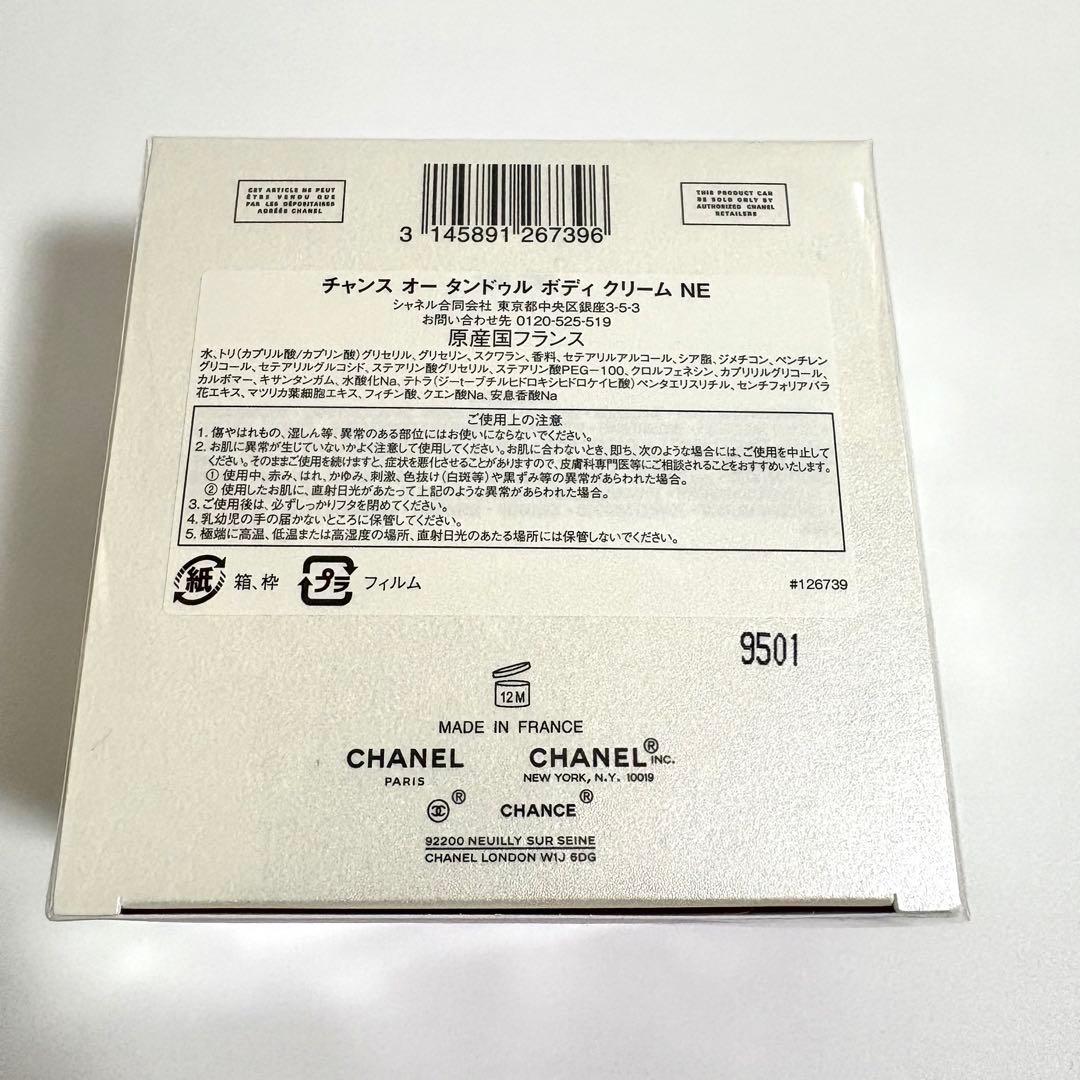 CET ARTICLE NE PEUT
ÊTRE VENDU QUE
PAR LES DÉPOSITAIRES
AGRÉÉS CHANEL
THIS PRODUCT CAN
BE SOLD ONLY BY
AUTHORIZED CHANEL
RETAILERS
3 145891 267396
チャンス オー タンドゥル ボディ クリーム NE
シャネル合同会社 東京都中央区銀座3-5-3
お問い合わせ先 0120-525-519
原産国フランス
水、トリ(カプリル酸/カプリン酸)グリセリル、グリセリン、スクワラン、香料、セテアリルアルコール、シア脂、ジメチコン、ペンチレン
グリコール、セテアリルグルコシド、ステアリン酸グリセリル、ステアリン酸PEG-100、クロルフェネシン、カプリリルグリコール、
カルボマー、キサンタンガム、水酸化Na、テトラ(ジ-t-ブチルヒドロキシヒドロケイヒ酸)ペンタエリスリチル、センチフォリアバラ
花エキス、マツリカ葉細胞エキス、フィチン酸、クエン酸Na、安息香酸Na
ご使用上の注意
1. 傷やはれもの、湿しん等、異常のある部位にはお使いにならないでください。
2. お肌に異常が生じていないかよく注意して使用してください。お肌に合わないとき、即ち、次のような場合には、ご使用を中止して
ください。そのままご使用を続けますと、症状を悪化させることがありますので、皮膚科専門医等にご相談されることをおすすめいたします。
① 使用中、赤み、はれ、かゆみ、刺激、色抜け(白斑等)や黒ずみ等の異常があらわれた場合。
② 使用したお肌に、直射日光があたって上記のような異常があらわれた場合。
3. ご使用後は、必ずしっかりフタを閉めてください。
4. 乳幼児の手の届かないところに保管してください。
5. 極端に高温、低温または高湿度の場所、直射日光のあたる場所には保管しないでください。
紙 箱、枠 プラ フィルム #126739
9501
12M
MADE IN FRANCE
CHANEL CHANEL® INC.
PARIS NEW YORK, N.Y. 10019
® CHANCE®
92200 NEUILLY SUR SEINE
CHANEL LONDON W1J 6DG